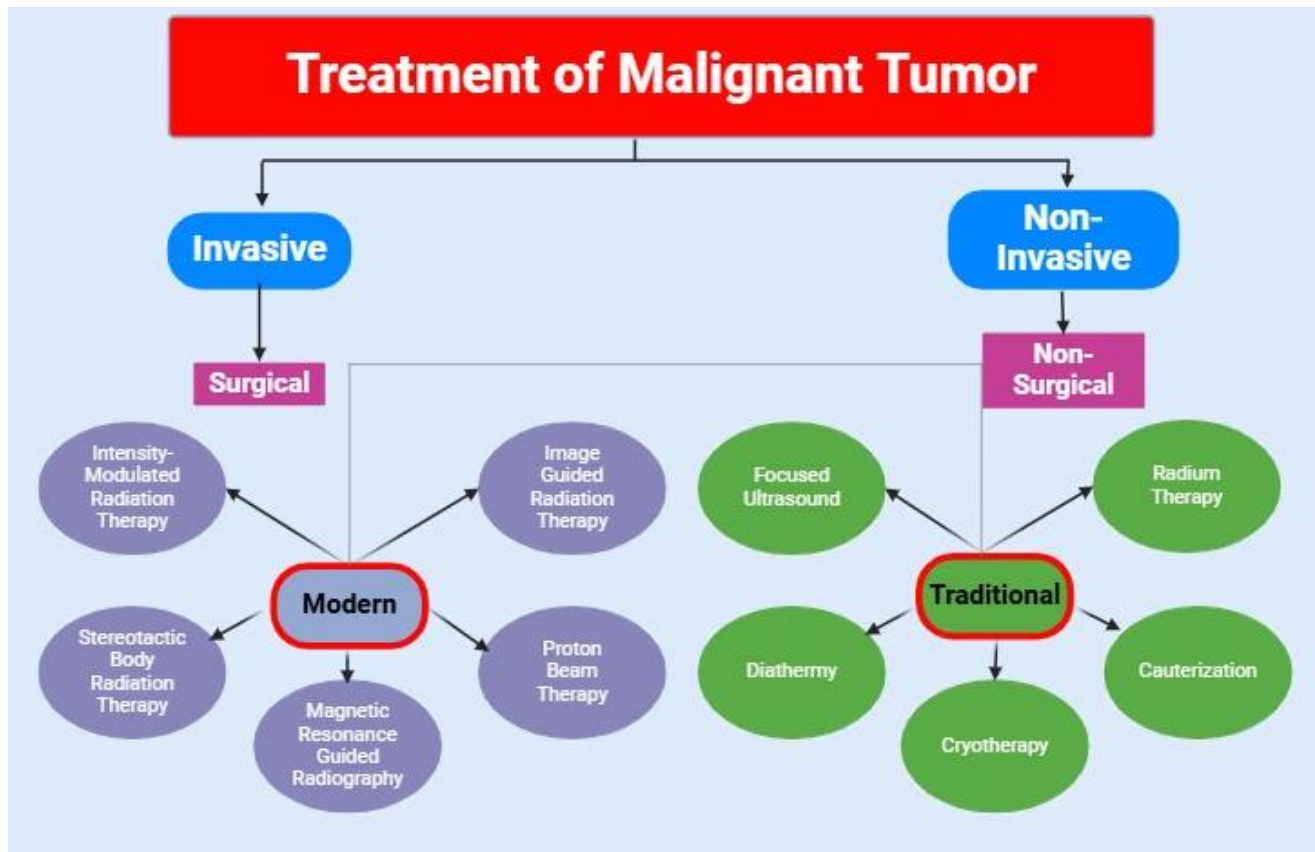 Treatment of Malignant Tumor
Invasive
Non-
Invasive
Surgical
Non-
Surgical
Intensity-
Modulated
Radiation
Therapy
Image
Guided
Radiation
Therapy
Focused
Ultrasound
Radium
Therapy
Modern
Traditional
Stereotactic
Body
Radiation
Therapy
Magnetic
Resonance
Guided
Radiography
Proton
Beam
Therapy
Diathermy
Cryotherapy
Cauterization